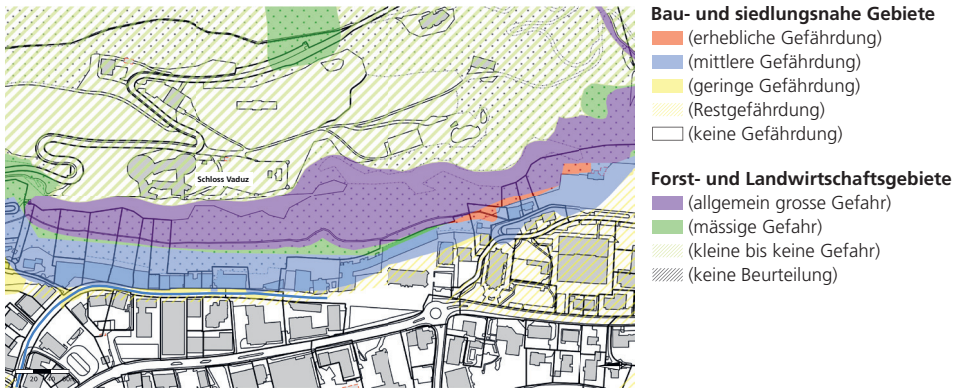 Schloss Vaduz
Bau- und siedlungsnahe Gebiete
(erhebliche Gefährdung)
(mittlere Gefährdung)
(geringe Gefährdung)
(Restgefährdung)
(keine Gefährdung)
Forst- und Landwirtschaftsgebiete
(allgemein grosse Gefahr)
(mässige Gefahr)
(kleine bis keine Gefahr)
(keine Beurteilung)